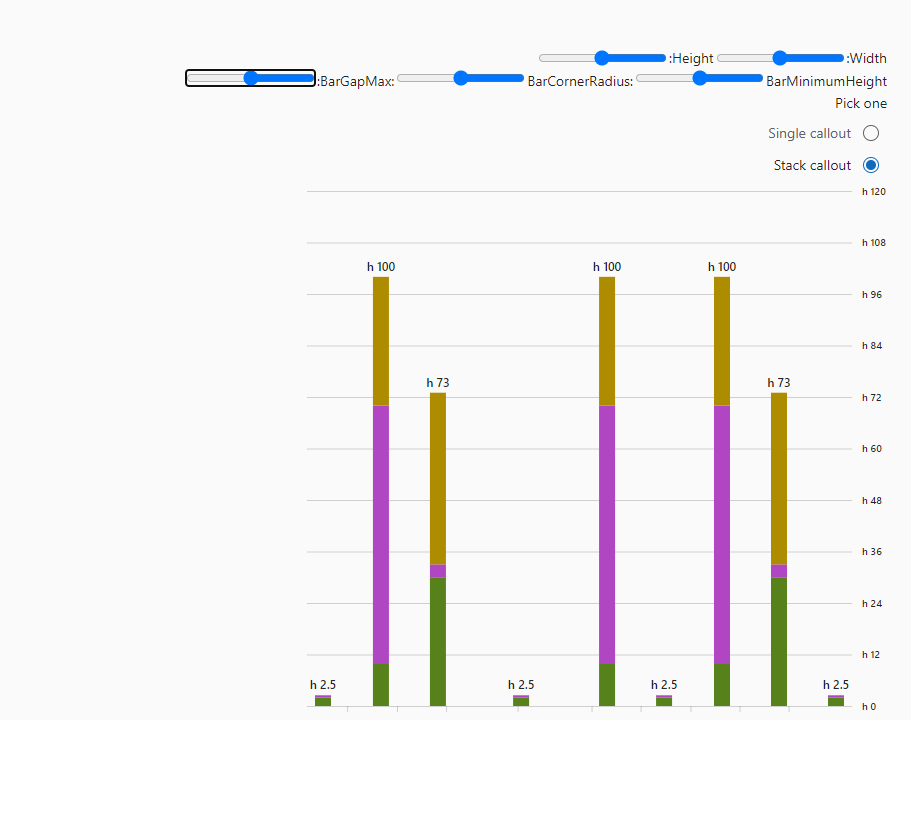 :Height :Width
:BarGapMax: BarCornerRadius: BarMinimumHeight
Pick one
Single callout
Stack callout
h 120
h 108
h 100 h 100 h 100
h 96
h 84
h 73 h 73
h 72
h 60
h 48
h 36
h 24
h 12
h 2.5 h 2.5 h 2.5 h 2.5
h 0